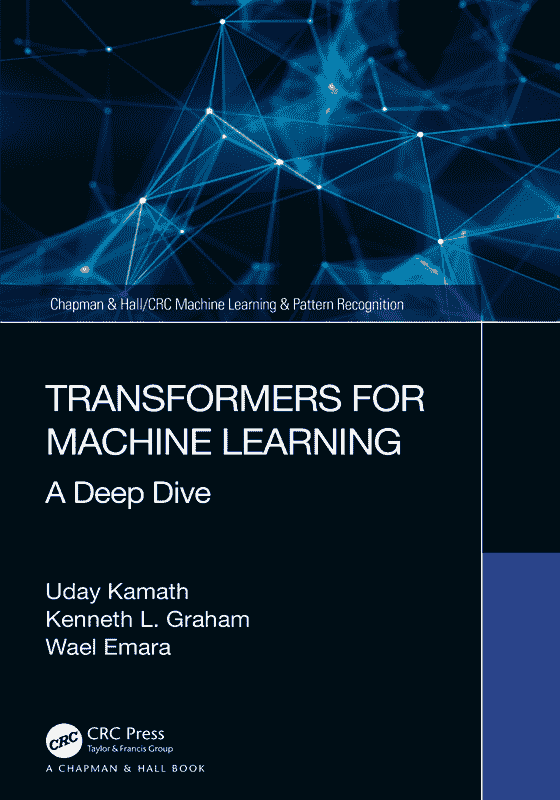 Chapman & Hall/CRC Machine Learning & Pattern Recognition
TRANSFORMERS FOR
MACHINE LEARNING
A Deep Dive
Uday Kamath
Kenneth L. Graham
Wael Emara
CRC
CRC Press
Taylor & Francis Group
A CHAPMAN & HALL BOOK